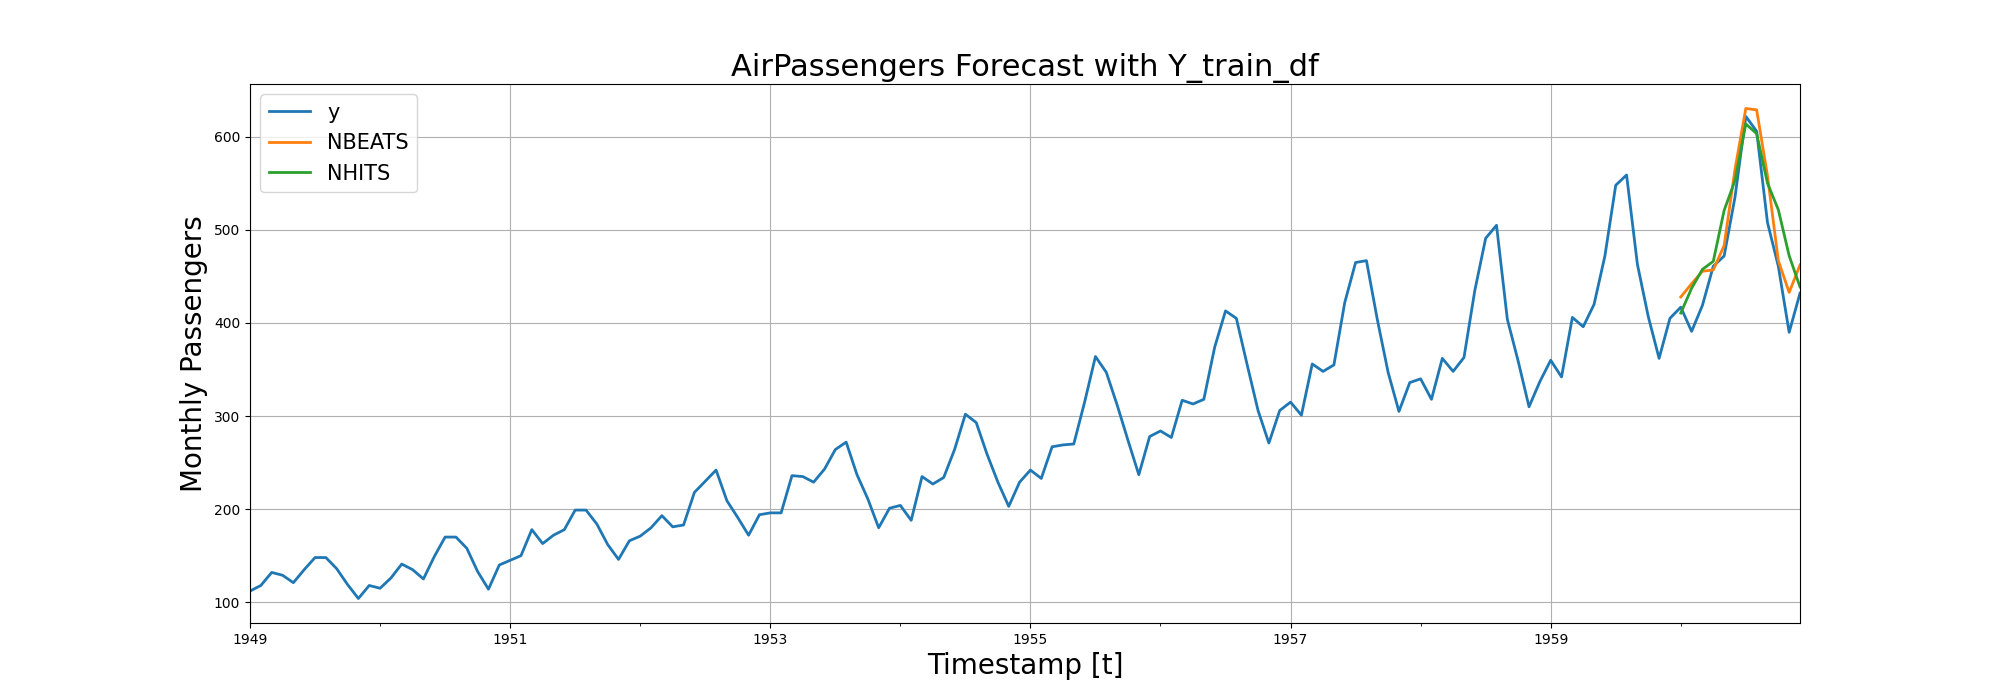 AirPassengers Forecast with Y_train_df
y
NBEATS
NHITS
Monthly Passengers
600
500
400
300
200
100
1949
1951
1953
1955
1957
1959
Timestamp [t]